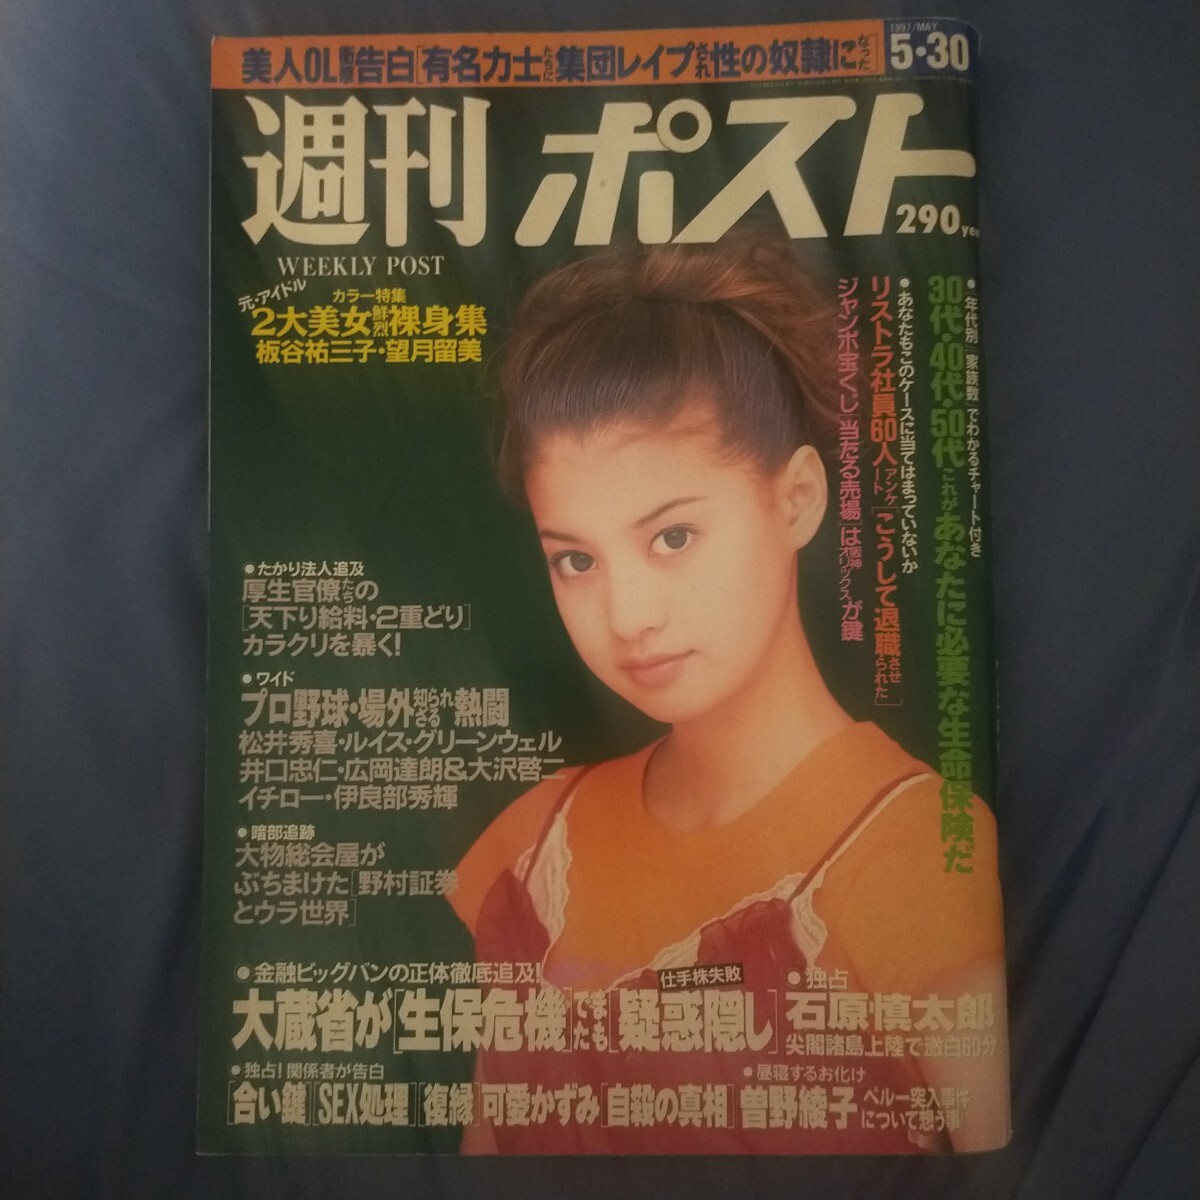 1997/MAY
5・30
美人OL衝撃告白[有名力士たちに集団レイプされ性の奴隷になった]
週刊ポスト
290yen
WEEKLY POST
元・アイドル
カラー特集
2大美女鮮烈裸身集
板谷祐三子・望月留美
●年代別「家族数」でわかるチャート付き
30代・40代・50代これがあなたに必要な生命保険だ
●あなたもこのケースに当てはまっていないか
リストラ社員60人アンケート[こうして退職させられた]
ジャンボ宝くじ[当たる売場]は阪神オリックスが鍵
●たかり法人追及
厚生官僚たちの
[天下り給料・2重どり]
カラクリを暴く!
●ワイド
プロ野球・場外知られざる熱闘
松井秀喜・ルイス・グリーンウェル
井口忠仁・広岡達朗&大沢啓二
イチロー・伊良部秀輝
●暗部追跡
大物総会屋が
ぶちまけた[野村証券
とウラ世界]
●金融ビッグバンの正体徹底追及!
大蔵省が[生保危機]でまたも仕手株失敗[疑惑隠し]
●独占
石原・慎太郎
尖閣諸島上陸で激白60分
●独占!関係者が告白
[合い鍵][SEX処理][復縁]可愛かずみ[自殺の真相]
●昼寝するお化け
曽野綾子ペルー突入事件について想う事